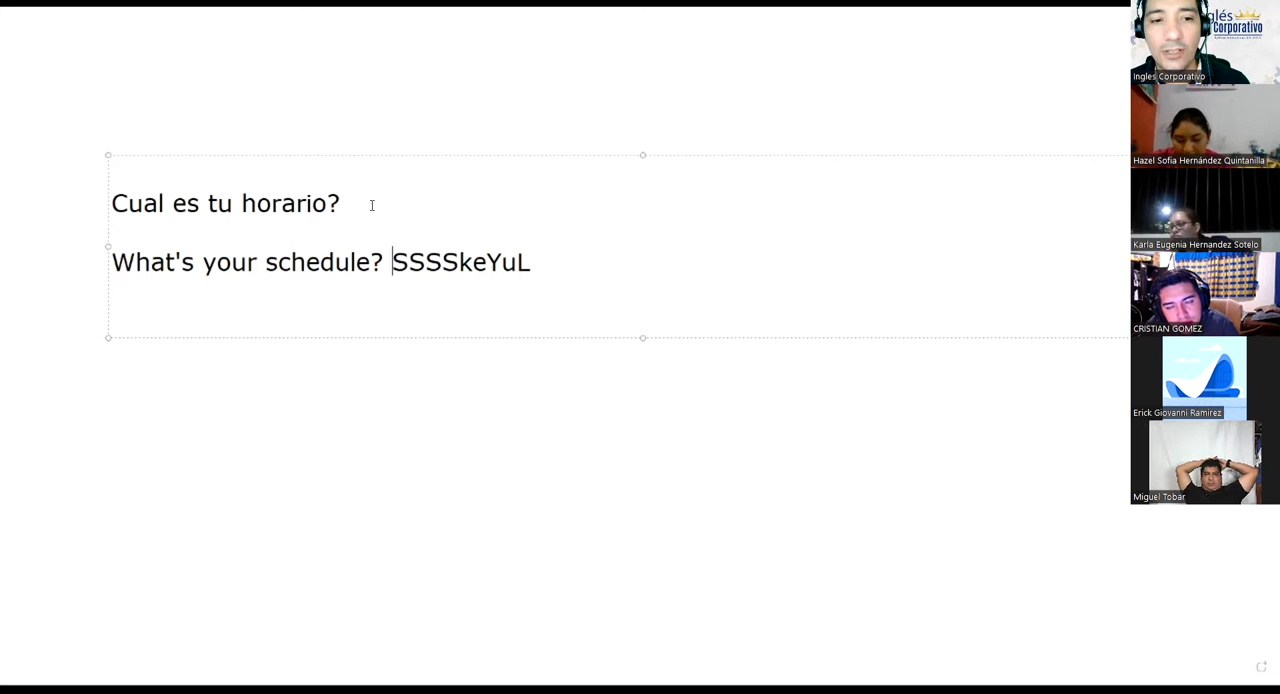 Cual es tu horario?
What's your schedule? SSSSkeYuL
glés
Corporativo
Ingles Corporativo
Hazel Sofia Hernández Quintanilla
Karla Eugenia Hernandez Sotelo
CRISTIAN GOMEZ
Erick Giovanni Ramirez
Miguel Tobar